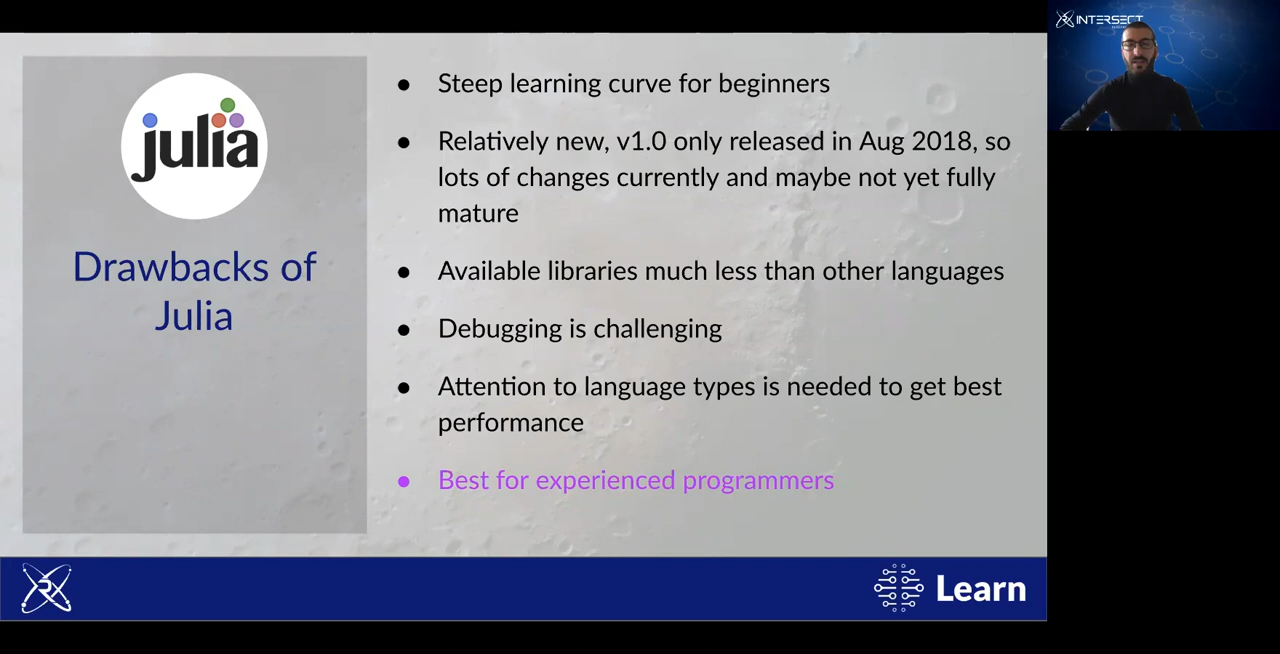 julia
Drawbacks of
Julia
● Steep learning curve for beginners
● Relatively new, v1.0 only released in Aug 2018, so
lots of changes currently and maybe not yet fully
mature
● Available libraries much less than other languages
● Debugging is challenging
● Attention to language types is needed to get best
performance
● Best for experienced programmers
Learn
INTERSECT